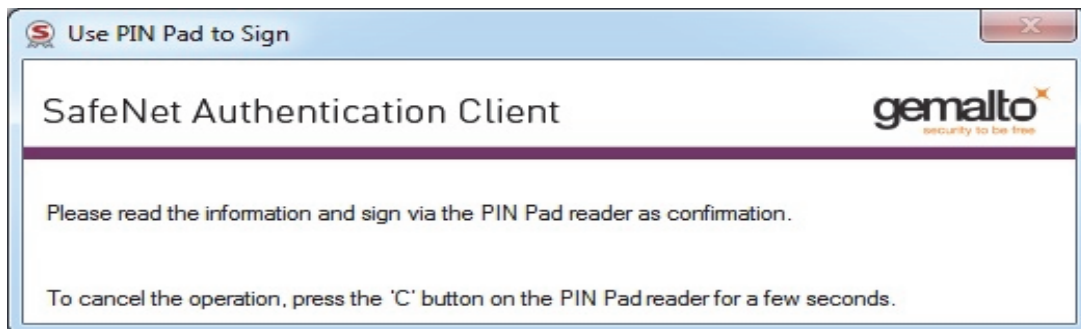 Use PIN Pad to Sign
SafeNet Authentication Client
gemalto
security to be free
Please read the information and sign via the PIN Pad reader as confirmation.
To cancel the operation, press the 'C' button on the PIN Pad reader for a few seconds.